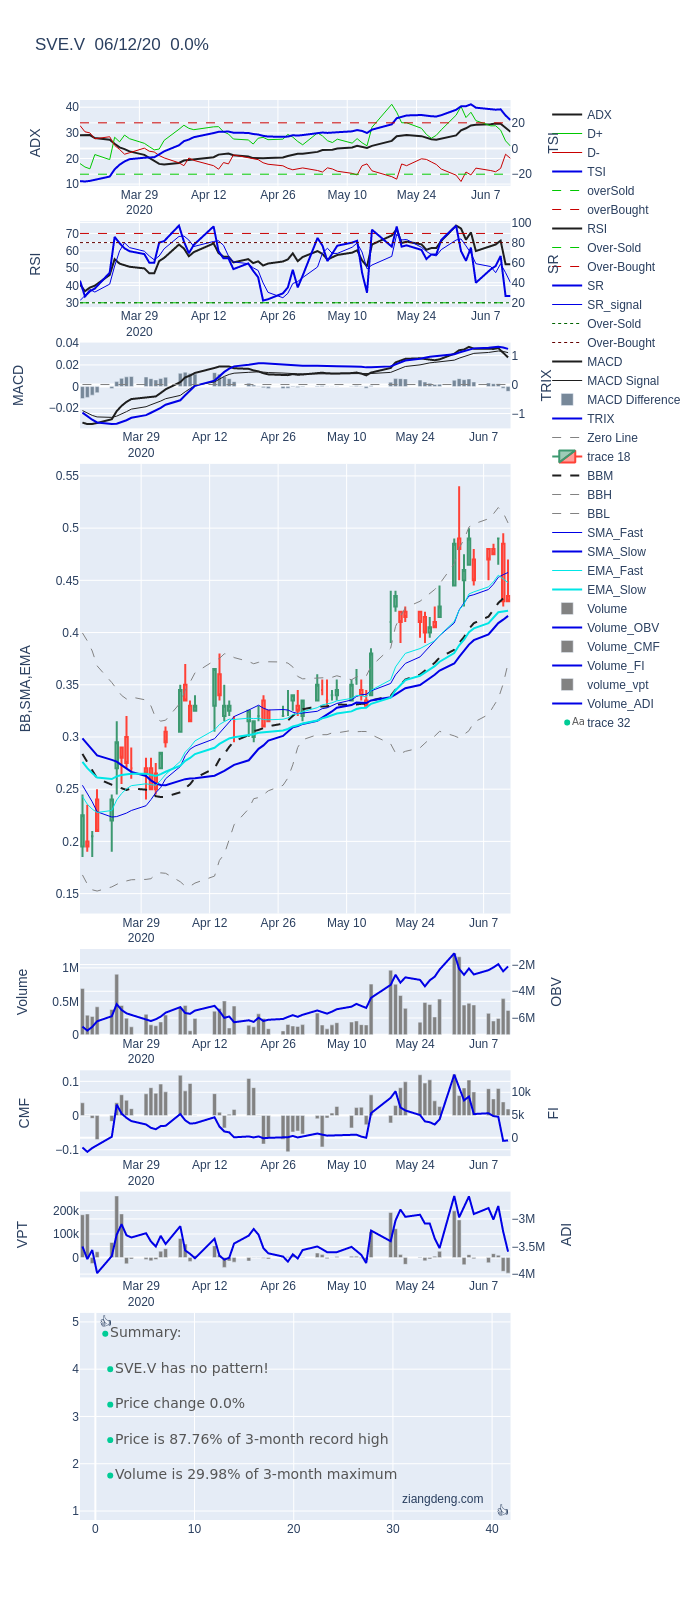 SVE.V 06/12/20 0.0%
40
30
20
10
ADX
20
0
−20
TSI
Mar 29
2020
Apr 12
Apr 26
May 10
May 24
Jun 7
70
60
50
40
30
RSI
100
80
60
40
20
SR
Mar 29
2020
Apr 12
Apr 26
May 10
May 24
Jun 7
0.04
0.02
0
−0.02
MACD
1
0
−1
TRIX
Mar 29
2020
Apr 12
Apr 26
May 10
May 24
Jun 7
0.55
0.5
0.45
0.4
0.35
0.3
0.25
0.2
0.15
BB,SMA,EMA
Mar 29
2020
Apr 12
Apr 26
May 10
May 24
Jun 7
1M
0.5M
0
Volume
−2M
−4M
−6M
OBV
Mar 29
2020
Apr 12
Apr 26
May 10
May 24
Jun 7
0.1
0
−0.1
CMF
10k
5k
0
FI
Mar 29
2020
Apr 12
Apr 26
May 10
May 24
Jun 7
200k
100k
0
VPT
−3M
−3.5M
−4M
ADI
Mar 29
2020
Apr 12
Apr 26
May 10
May 24
Jun 7
5
4
3
2
1
👍
Summary:
SVE.V has no pattern!
Price change 0.0%
Price is 87.76% of 3-month record high
Volume is 29.98% of 3-month maximum
ziangdeng.com
👍
0
10
20
30
40
ADX
D+
D-
TSI
overSold
overBought
RSI
Over-Sold
Over-Bought
SR
SR_signal
Over-Sold
Over-Bought
MACD
MACD Signal
MACD Difference
TRIX
Zero Line
trace 18
BBM
BBH
BBL
SMA_Fast
SMA_Slow
EMA_Fast
EMA_Slow
Volume
Volume_OBV
Volume_CMF
Volume_FI
volume_vpt
Volume_ADI
Aa trace 32